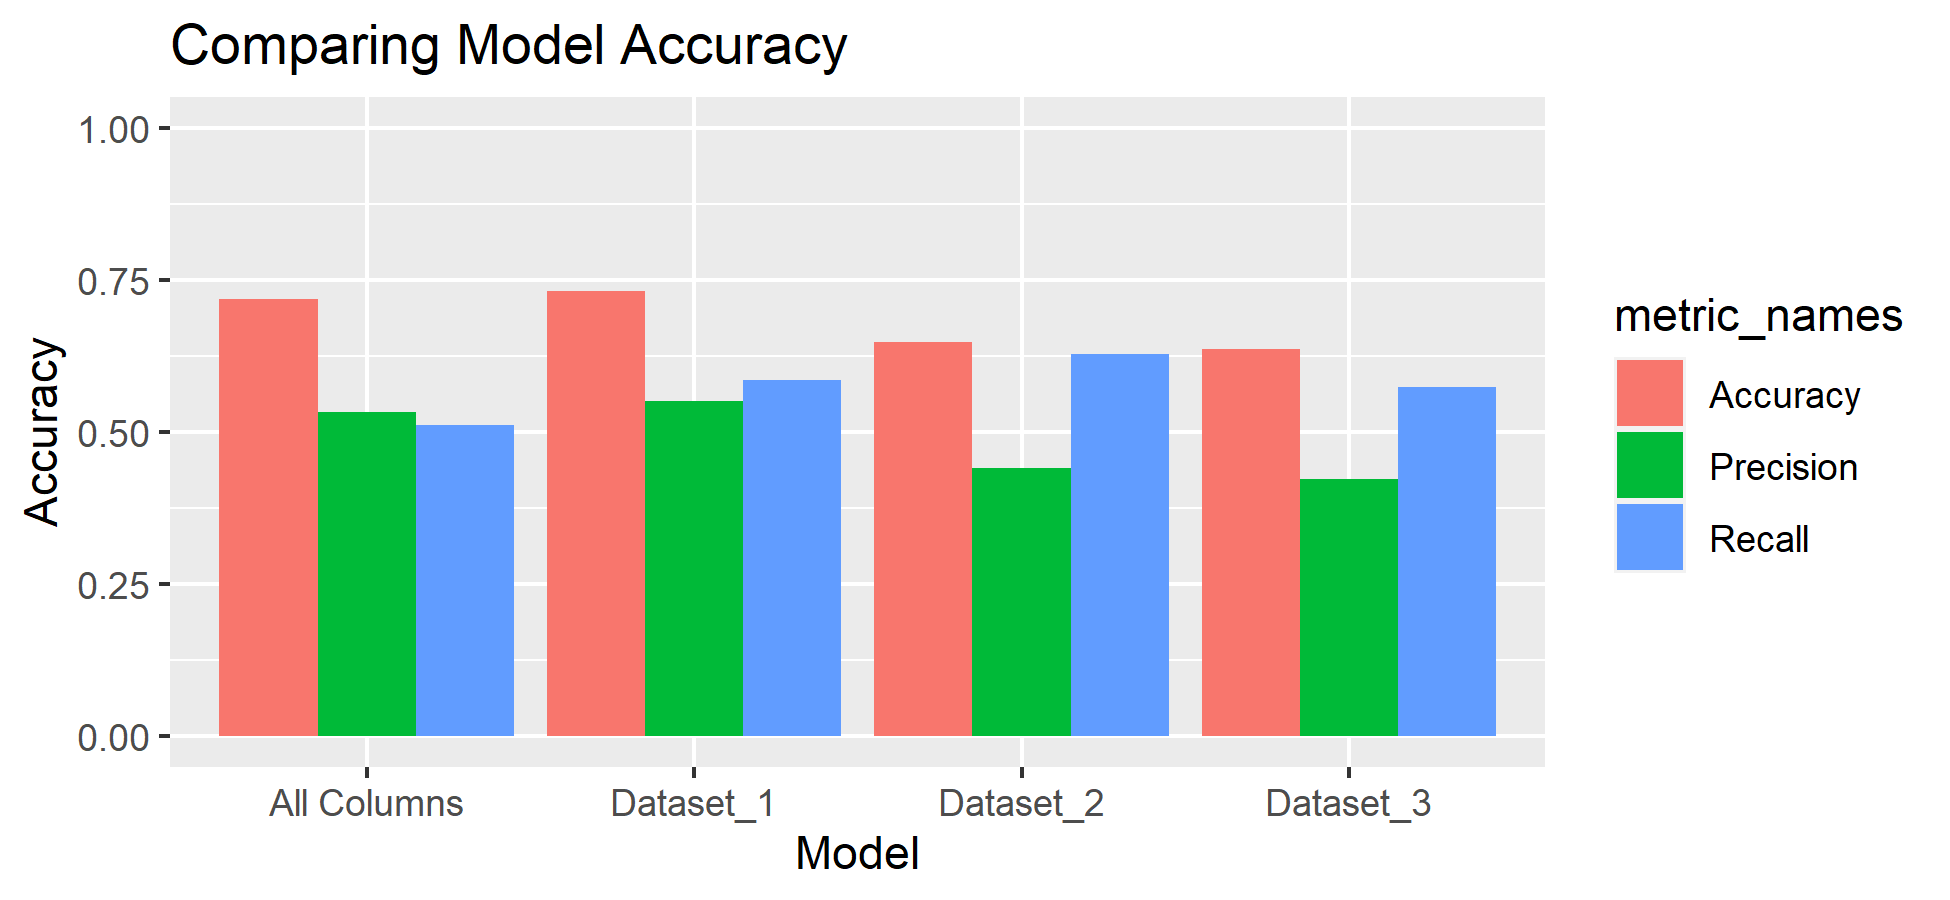 Comparing Model Accuracy
1.00
0.75
0.50
0.25
0.00
Accuracy
All Columns Dataset_1 Dataset_2 Dataset_3
Model
metric_names
Accuracy
Precision
Recall